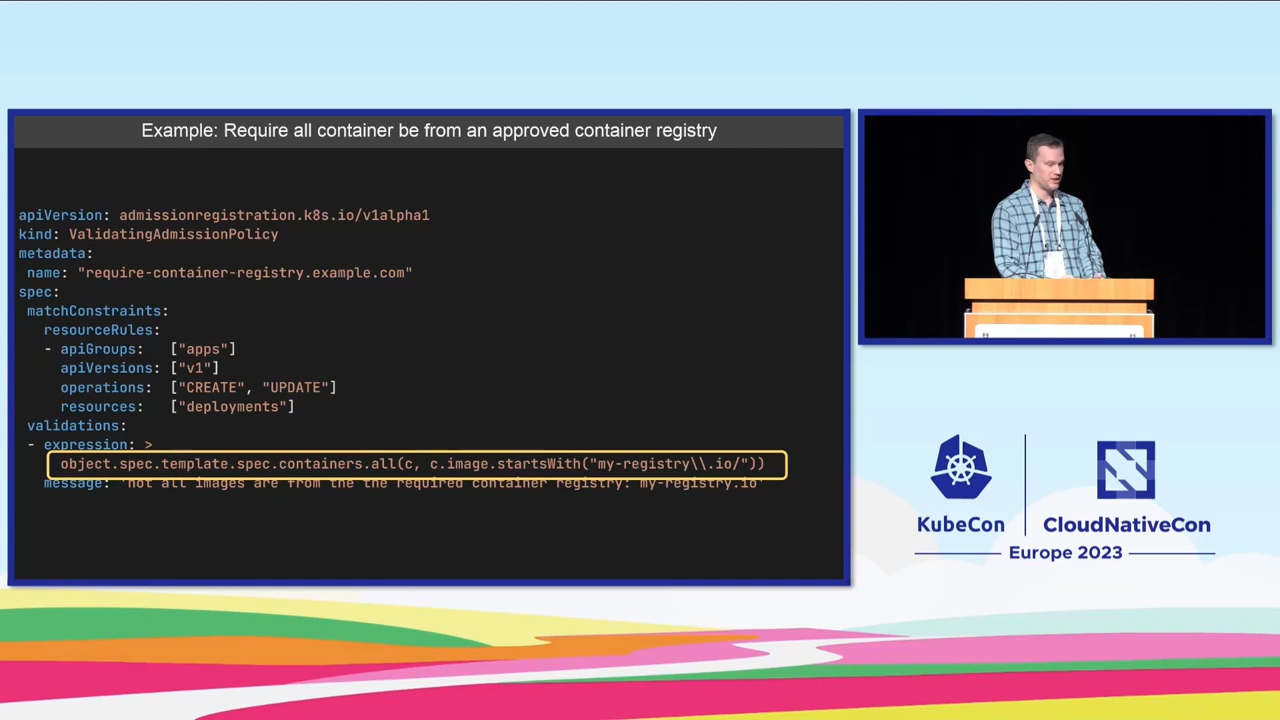 Example: Require all container be from an approved container registry
apiVersion: admissionregistration.k8s.io/v1alpha1
kind: ValidatingAdmissionPolicy
metadata:
name: "require-container-registry.example.com"
spec:
matchConstraints:
resourceRules:
- apiGroups: ["apps"]
apiVersions: ["v1"]
operations: ["CREATE", "UPDATE"]
resources: ["deployments"]
validations:
- expression: >
object.spec.template.spec.containers.all(c, c.image.startsWith("my-registry\\.io/"))
message: 'not all images are from the the required container registry: my-registry.io'
KubeCon
CloudNativeCon
Europe 2023